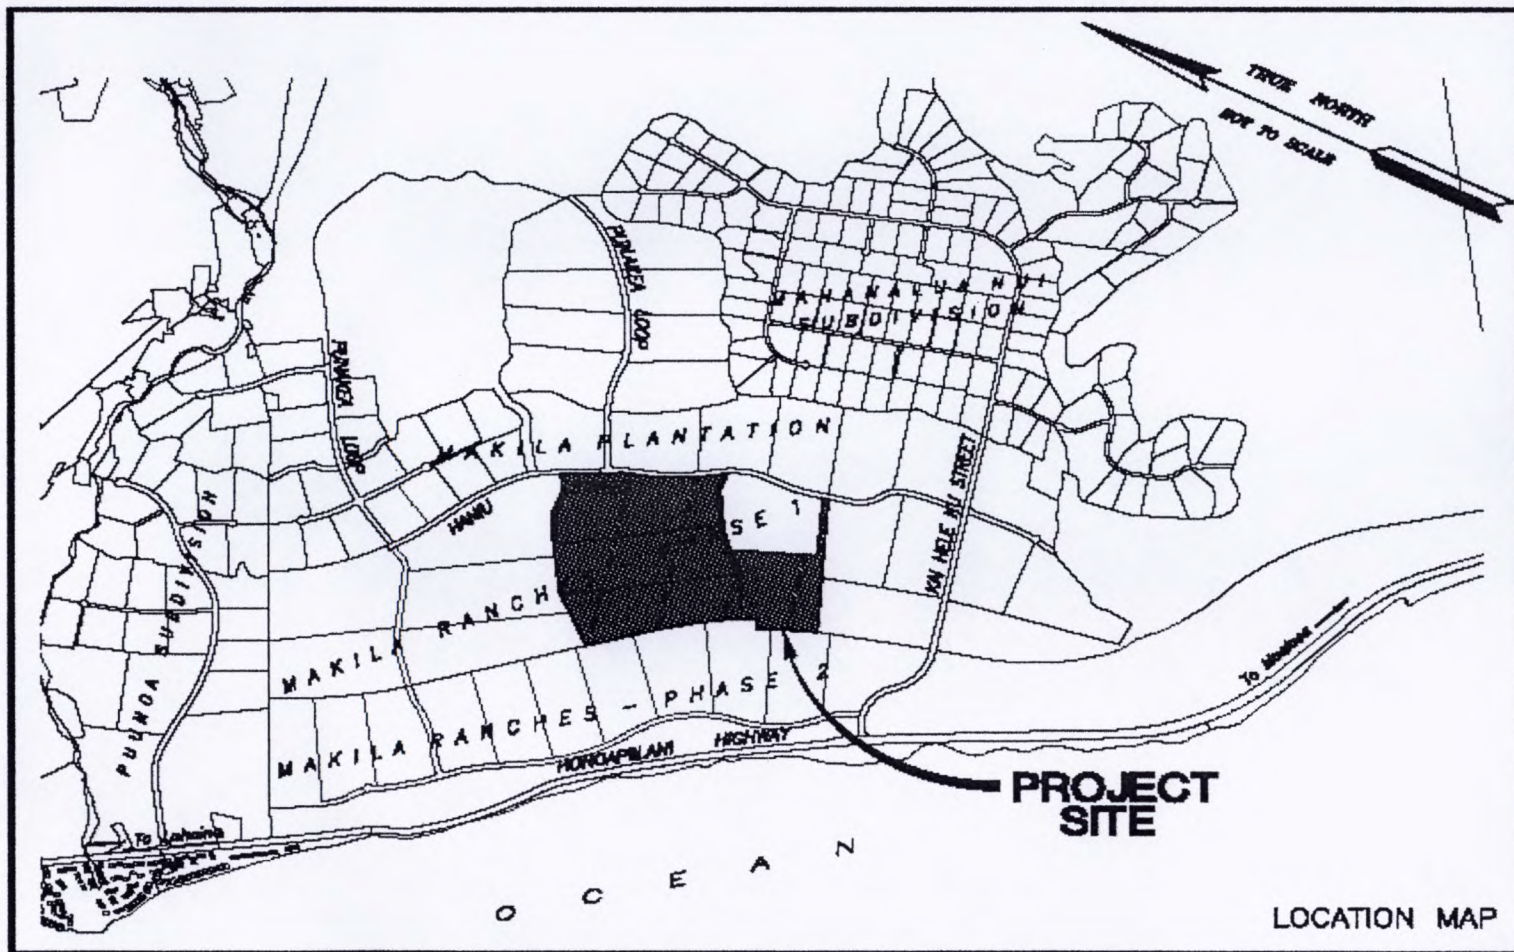 TRUE NORTH
NOT TO SCALE
PUNAKEA LOOP
MAHANALUA NUI
SUBDIVISION
PUNAKEA LOOP
MAKILA PLANTATION
HANIU
SE 1
KAI HELE KU STREET
MAKILA RANCH
PUUNOA SUBDIVISION
MAKILA RANCHES - PHASE 2
HONOAPIILANI HIGHWAY
To Lahaina
PROJECT
SITE
OCEAN
LOCATION MAP